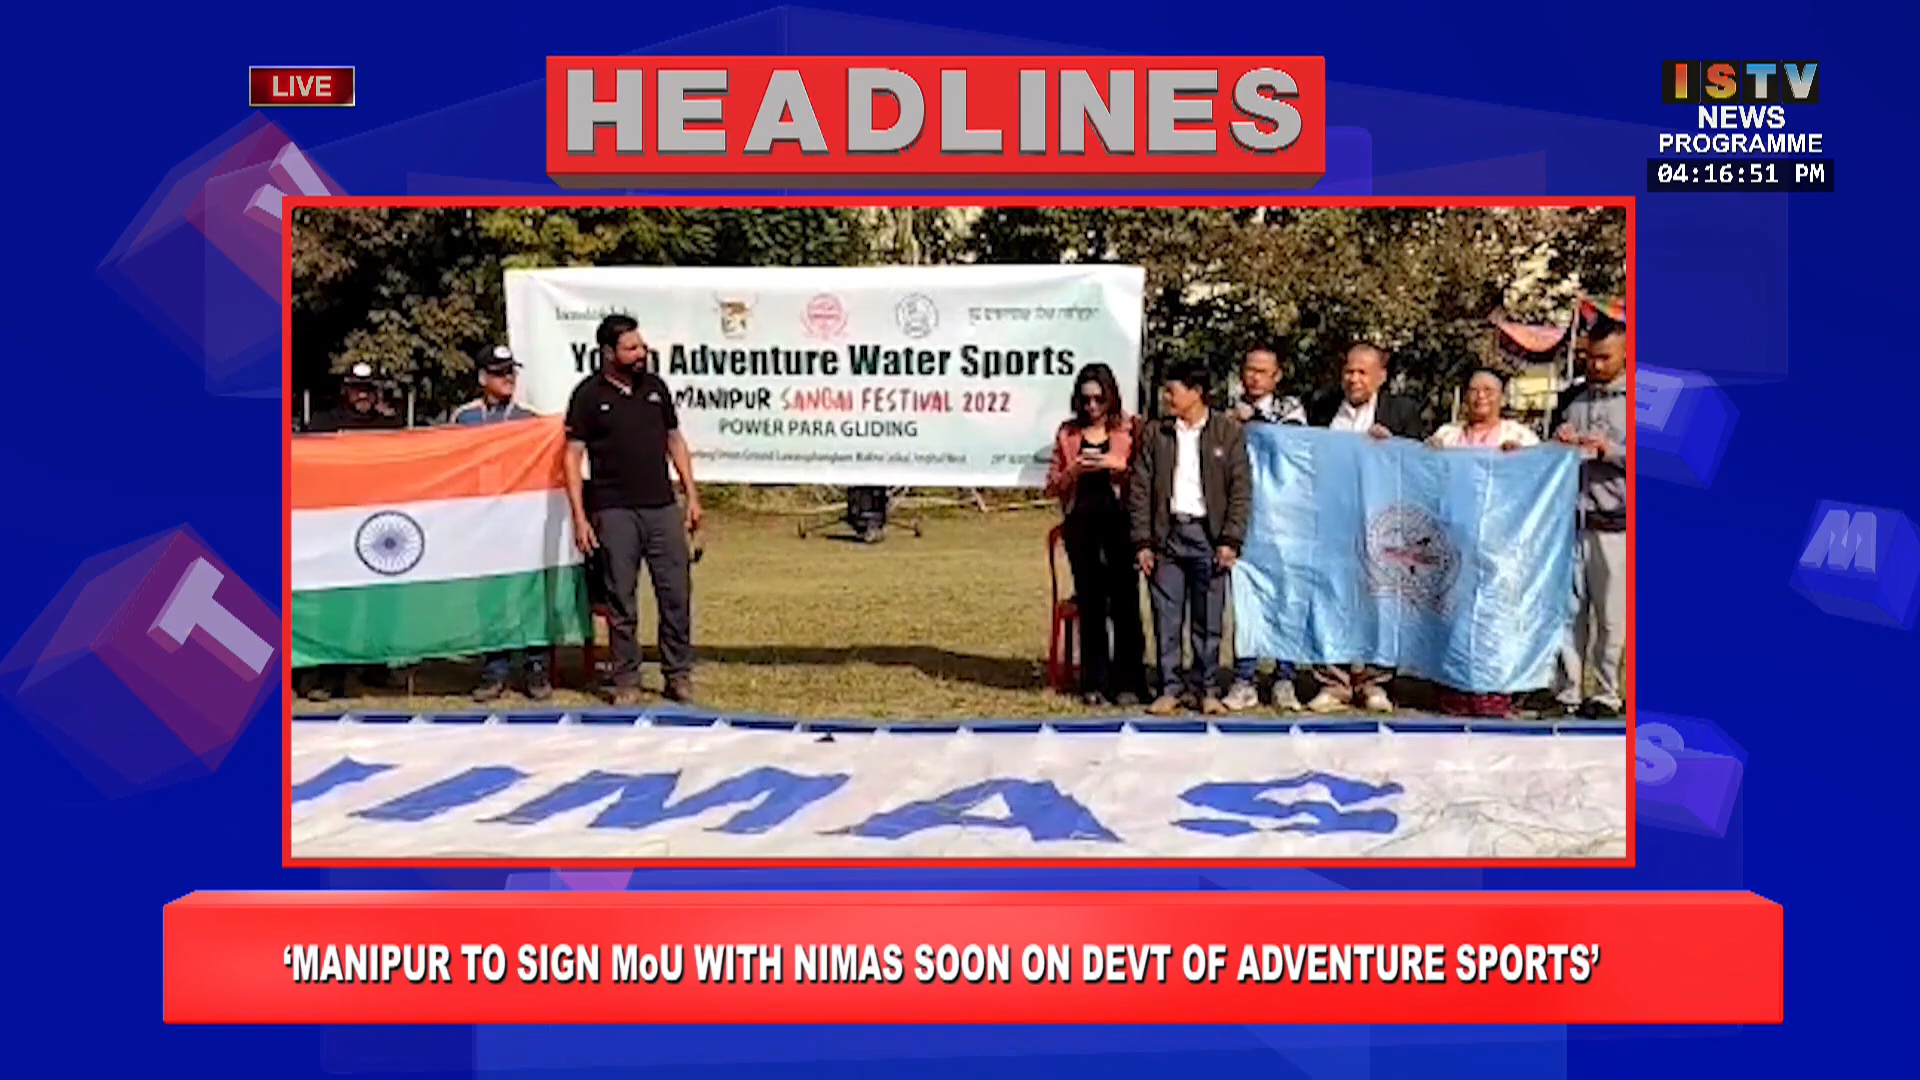 LIVE
HEADLINES
ISTV
NEWS
PROGRAMME
04:16:51 PM
Adventure Water Sports
MANIPUR SANGAI FESTIVAL 2022
POWER PARA GLIDING
IMAS
‘MANIPUR TO SIGN MoU WITH NIMAS SOON ON DEVT OF ADVENTURE SPORTS’